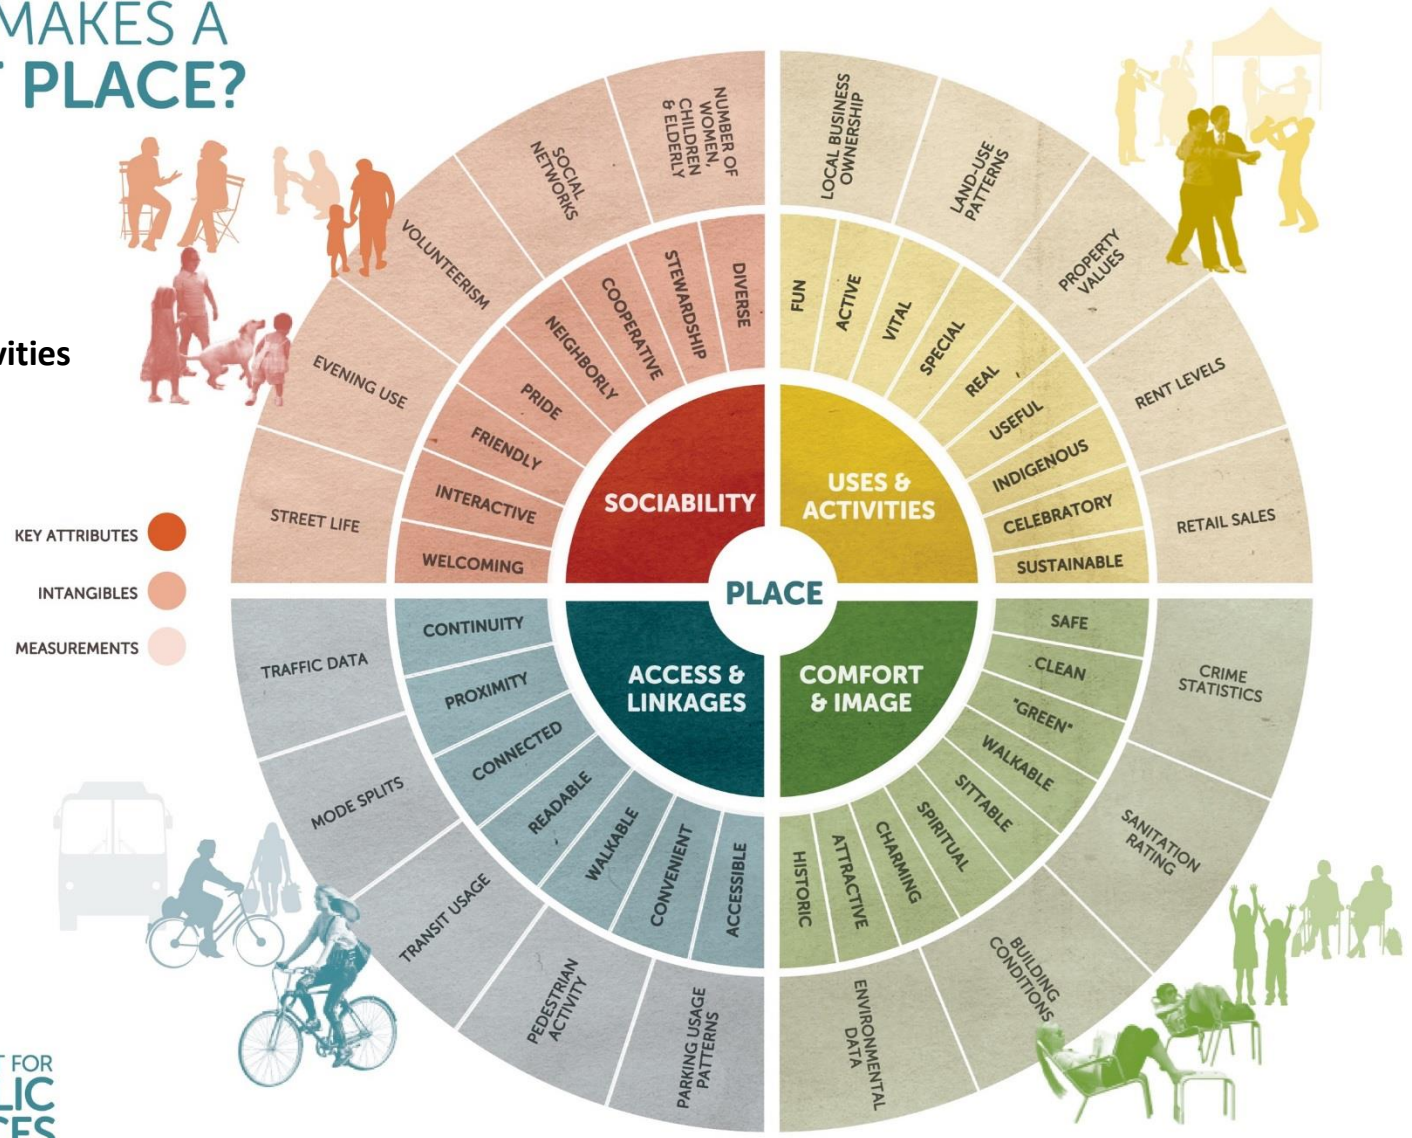 MAKES A
T PLACE?
vities
KEY ATTRIBUTES
INTANGIBLES
MEASUREMENTS
PLACE
SOCIABILITY
USES &
ACTIVITIES
ACCESS &
LINKAGES
COMFORT
& IMAGE
WELCOMING
INTERACTIVE
FRIENDLY
PRIDE
NEIGHBORLY
COOPERATIVE
STEWARDSHIP
DIVERSE
FUN
ACTIVE
VITAL
SPECIAL
REAL
USEFUL
INDIGENOUS
CELEBRATORY
SUSTAINABLE
SAFE
CLEAN
"GREEN"
WALKABLE
SITTABLE
SPIRITUAL
CHARMING
ATTRACTIVE
HISTORIC
ACCESSIBLE
CONVENIENT
WALKABLE
READABLE
CONNECTED
PROXIMITY
CONTINUITY
STREET LIFE
EVENING USE
VOLUNTEERISM
SOCIAL
NETWORKS
NUMBER OF
WOMEN,
CHILDREN
& ELDERLY
LOCAL BUSINESS
OWNERSHIP
LAND-USE
PATTERNS
PROPERTY
VALUES
RENT LEVELS
RETAIL SALES
CRIME
STATISTICS
SANITATION
RATING
BUILDING
CONDITIONS
ENVIRONMENTAL
DATA
PARKING USAGE
PATTERNS
PEDESTRIAN
ACTIVITY
TRANSIT USAGE
MODE SPLITS
TRAFFIC DATA
T FOR
LIC
CES